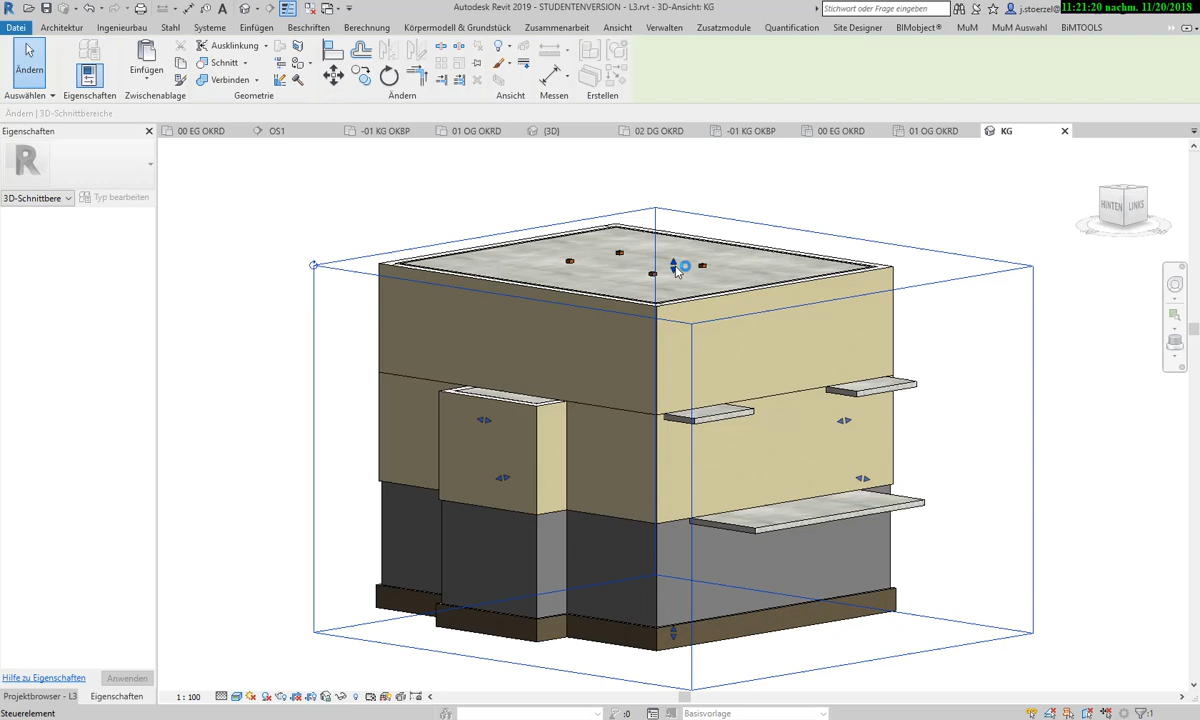 Autodesk Revit 2019 - STUDENTENVERSION - L3.rvt - 3D-Ansicht: KG
Stichwort oder Frage eingeben
j.stoerzel...
11:21:20 nachm. 11/20/2018
Datei Architektur Ingenieurbau Stahl Systeme Einfügen Beschriften Berechnung Körpermodell & Grundstück Zusammenarbeit Ansicht Verwalten Zusatzmodule Quantification Site Designer BIMobject® MuM MuM Auswahl BiMTOOLS
Ausklinkung
Schnitt
Verbinden
Ändern Eigenschaften Einfügen
Auswählen Eigenschaften Zwischenablage Geometrie Ändern Ansicht Messen Erstellen
Ändern | 3D-Schnittbereiche
Eigenschaften
00 EG OKRD OS1 -01 KG OKBP 01 OG OKRD (3D) 02 DG OKRD -01 KG OKBP 00 EG OKRD 01 OG OKRD KG
3D-Schnittbere Typ bearbeiten
HINTEN LINKS
Hilfe zu Eigenschaften Anwenden
Projektbrowser - L3 Eigenschaften 1 : 100
Steuerelement :0 Basisvorlage :1